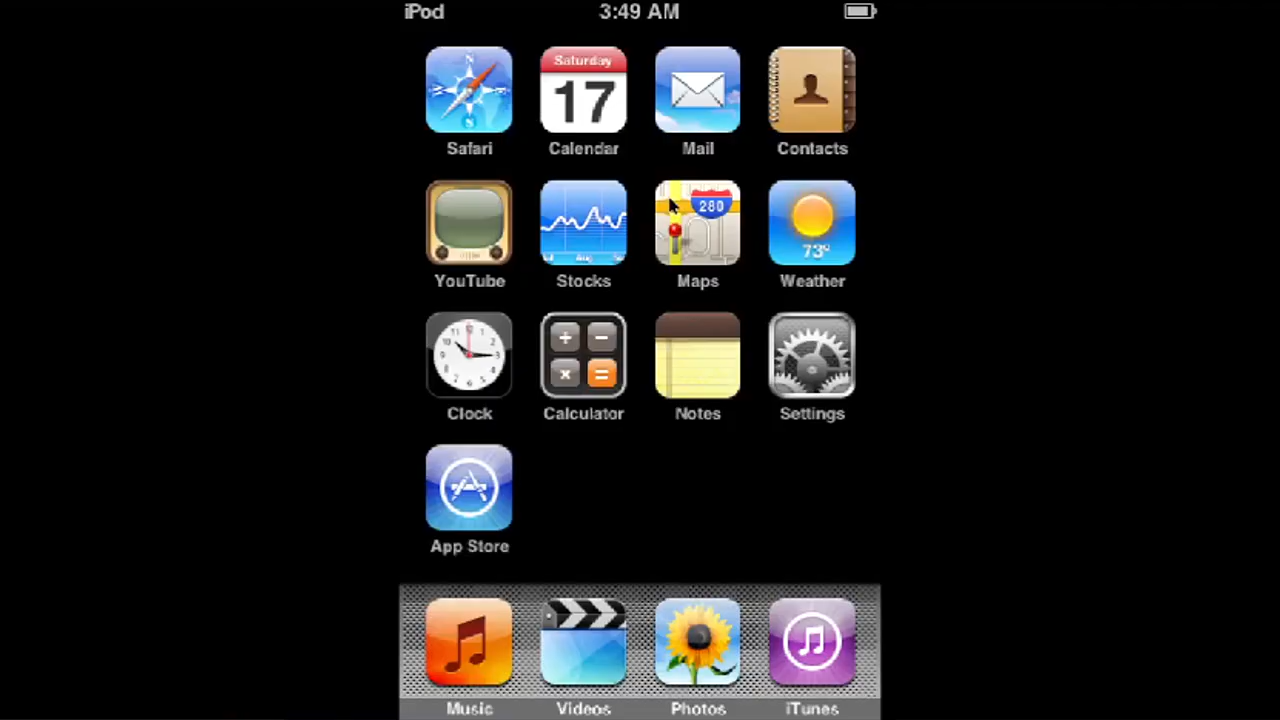 iPod 3:49 AM
Saturday
17
280
73°
Safari Calendar Mail Contacts
YouTube Stocks Maps Weather
Clock Calculator Notes Settings
App Store
Music Videos Photos iTunes